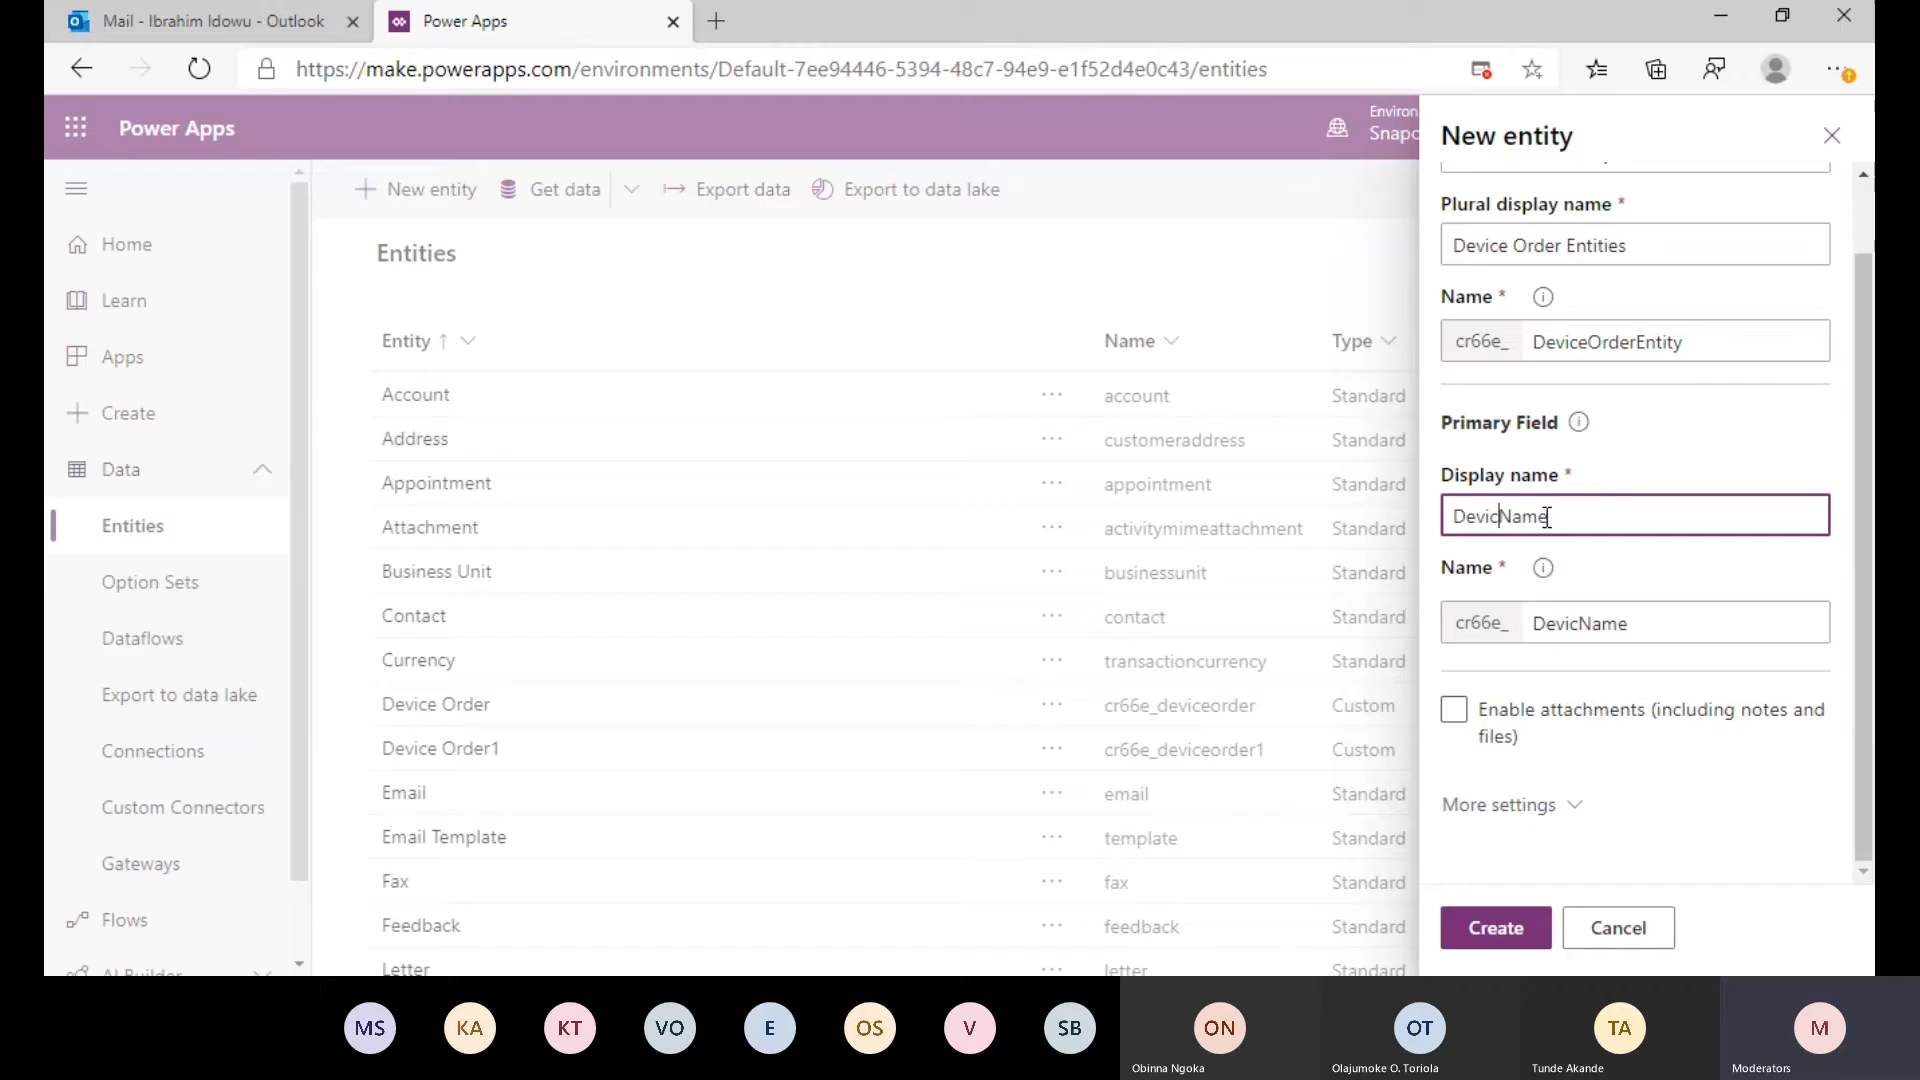 Mail - Ibrahim Idowu - Outlook
Power Apps
https://make.powerapps.com/environments/Default-7ee94446-5394-48c7-94e9-e1f52d4e0c43/entities
Power Apps
Environ
Snapc
New entity
Get data
Export data
Export to data lake
Home
Learn
Apps
Create
Data
Entities
Option Sets
Dataflows
Export to data lake
Connections
Custom Connectors
Gateways
Flows
AI Builder
Entities
Entity ↑ Name Type
Account ... account Standard
Address ... customeraddress Standard
Appointment ... appointment Standard
Attachment ... activitymimeattachment Standard
Business Unit ... businessunit Standard
Contact ... contact Standard
Currency ... transactioncurrency Standard
Device Order ... cr66e_deviceorder Custom
Device Order1 ... cr66e_deviceorder1 Custom
Email ... email Standard
Email Template ... template Standard
Fax ... fax Standard
Feedback ... feedback Standard
Letter ... letter Standard
New entity
Plural display name *
Device Order Entities
Name *
cr66e_ DeviceOrderEntity
Primary Field
Display name *
DevicName
Name *
cr66e_ DevicName
Enable attachments (including notes and
files)
More settings
Create
Cancel
MS
KA
KT
VO
E
OS
V
SB
ON
Obinna Ngoka
OT
Olajumoke O. Toriola
TA
Tunde Akande
M
Moderators